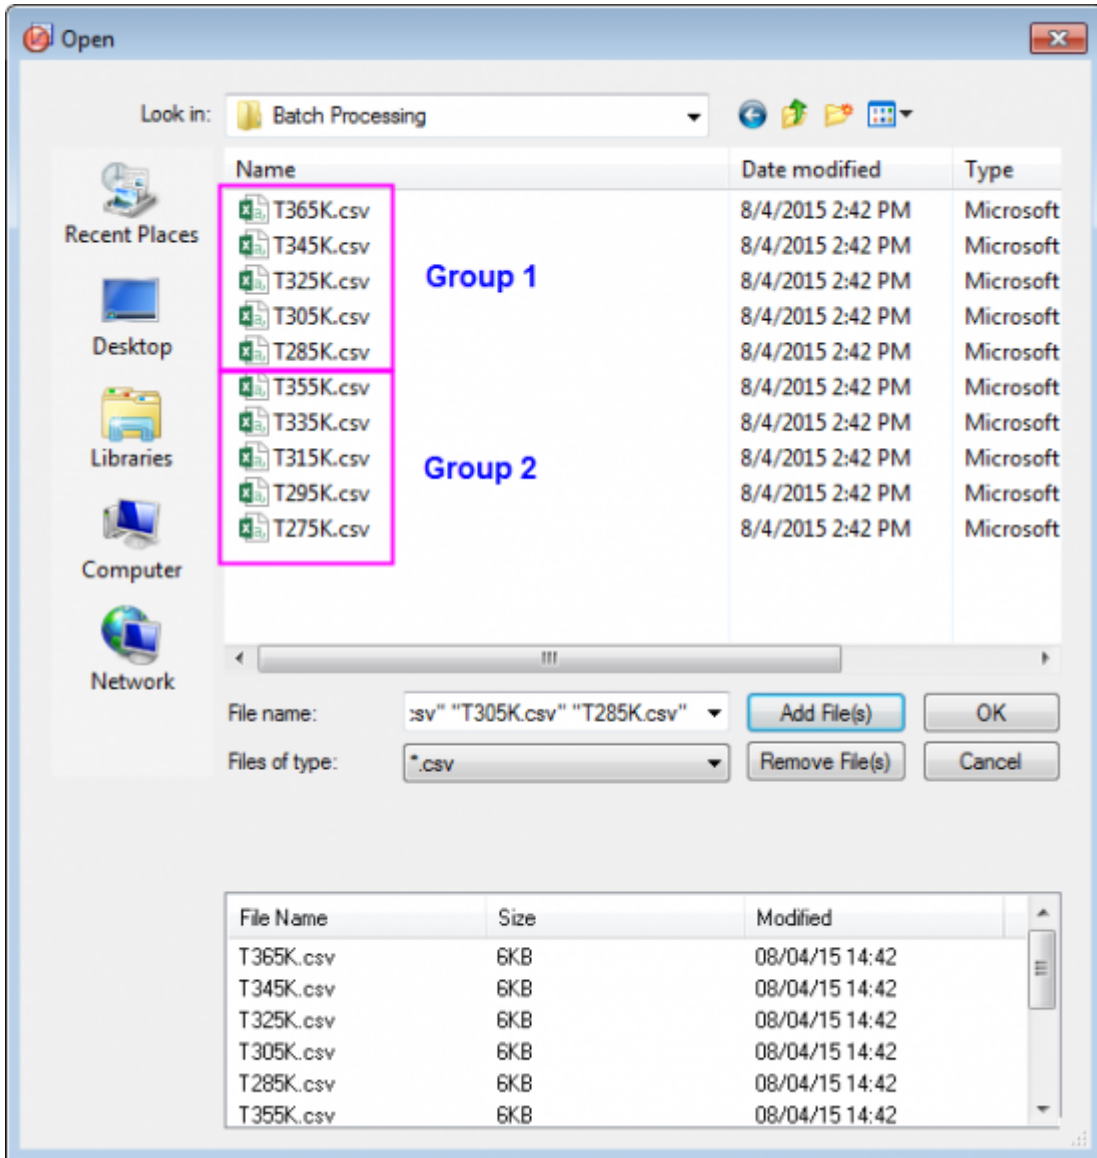 Open
Look in: Batch Processing
Recent Places
Desktop
Libraries
Computer
Network
Name Date modified Type
T365K.csv 8/4/2015 2:42 PM Microsoft
T345K.csv 8/4/2015 2:42 PM Microsoft
T325K.csv 8/4/2015 2:42 PM Microsoft
T305K.csv 8/4/2015 2:42 PM Microsoft
T285K.csv 8/4/2015 2:42 PM Microsoft
T355K.csv 8/4/2015 2:42 PM Microsoft
T335K.csv 8/4/2015 2:42 PM Microsoft
T315K.csv 8/4/2015 2:42 PM Microsoft
T295K.csv 8/4/2015 2:42 PM Microsoft
T275K.csv 8/4/2015 2:42 PM Microsoft
Group 1
Group 2
File name: :sv" "T305K.csv" "T285K.csv" Add File(s) OK
Files of type: *.csv Remove File(s) Cancel
File Name Size Modified
T365K.csv 6KB 08/04/15 14:42
T345K.csv 6KB 08/04/15 14:42
T325K.csv 6KB 08/04/15 14:42
T305K.csv 6KB 08/04/15 14:42
T285K.csv 6KB 08/04/15 14:42
T355K.csv 6KB 08/04/15 14:42